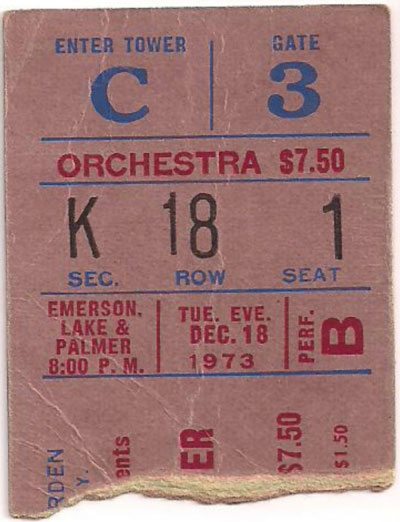 ENTER TOWER GATE
C 3
ORCHESTRA $7.50
K 18 1
SEC. ROW SEAT
EMERSON,
LAKE &
PALMER
8:00 P. M.
TUE. EVE.
DEC. 18
1973
PERF.
B
RDEN
Y.
ents
ER
$7.50
$1.50